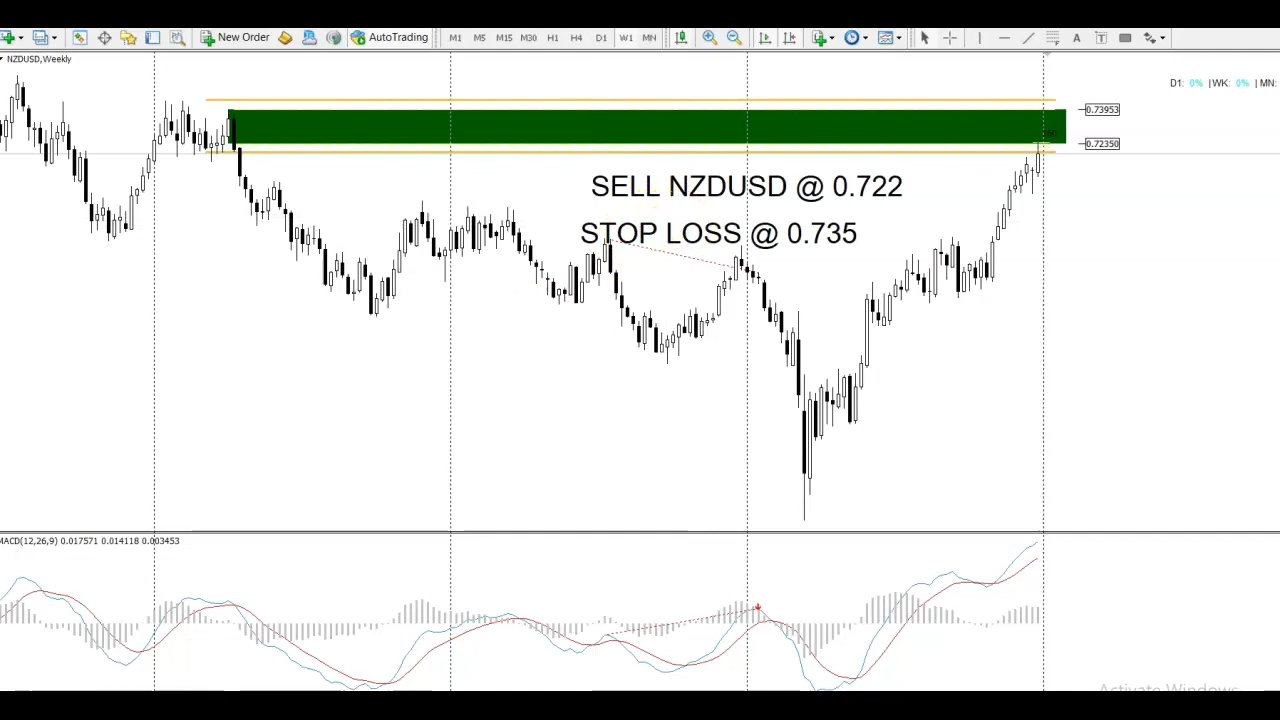 New Order AutoTrading M1 M5 M15 M30 H1 H4 D1 W1 MN A T
NZDUSD,Weekly
D1: 0% | WK: 0% | MN:
0.73953
0.72350
SELL NZDUSD @ 0.722
STOP LOSS @ 0.735
MACD(12,26,9) 0.017571 0.014118 0.003453
Activate Windows